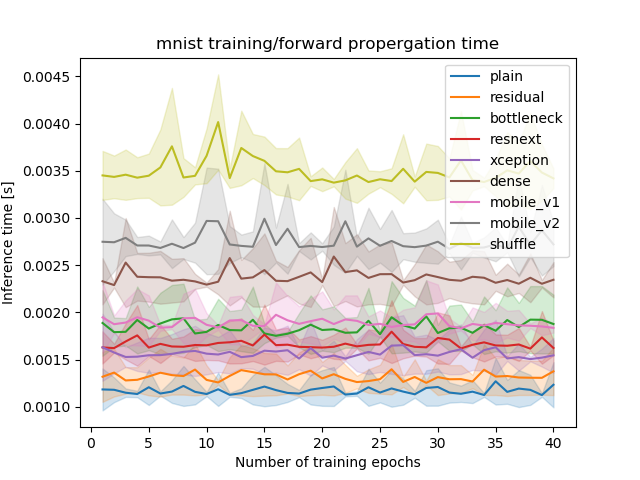 mnist training/forward propergation time
Inference time [s]
0.0045
0.0040
0.0035
0.0030
0.0025
0.0020
0.0015
0.0010
plain
residual
bottleneck
resnext
xception
dense
mobile_v1
mobile_v2
shuffle
0
5
10
15
20
25
30
35
40
Number of training epochs